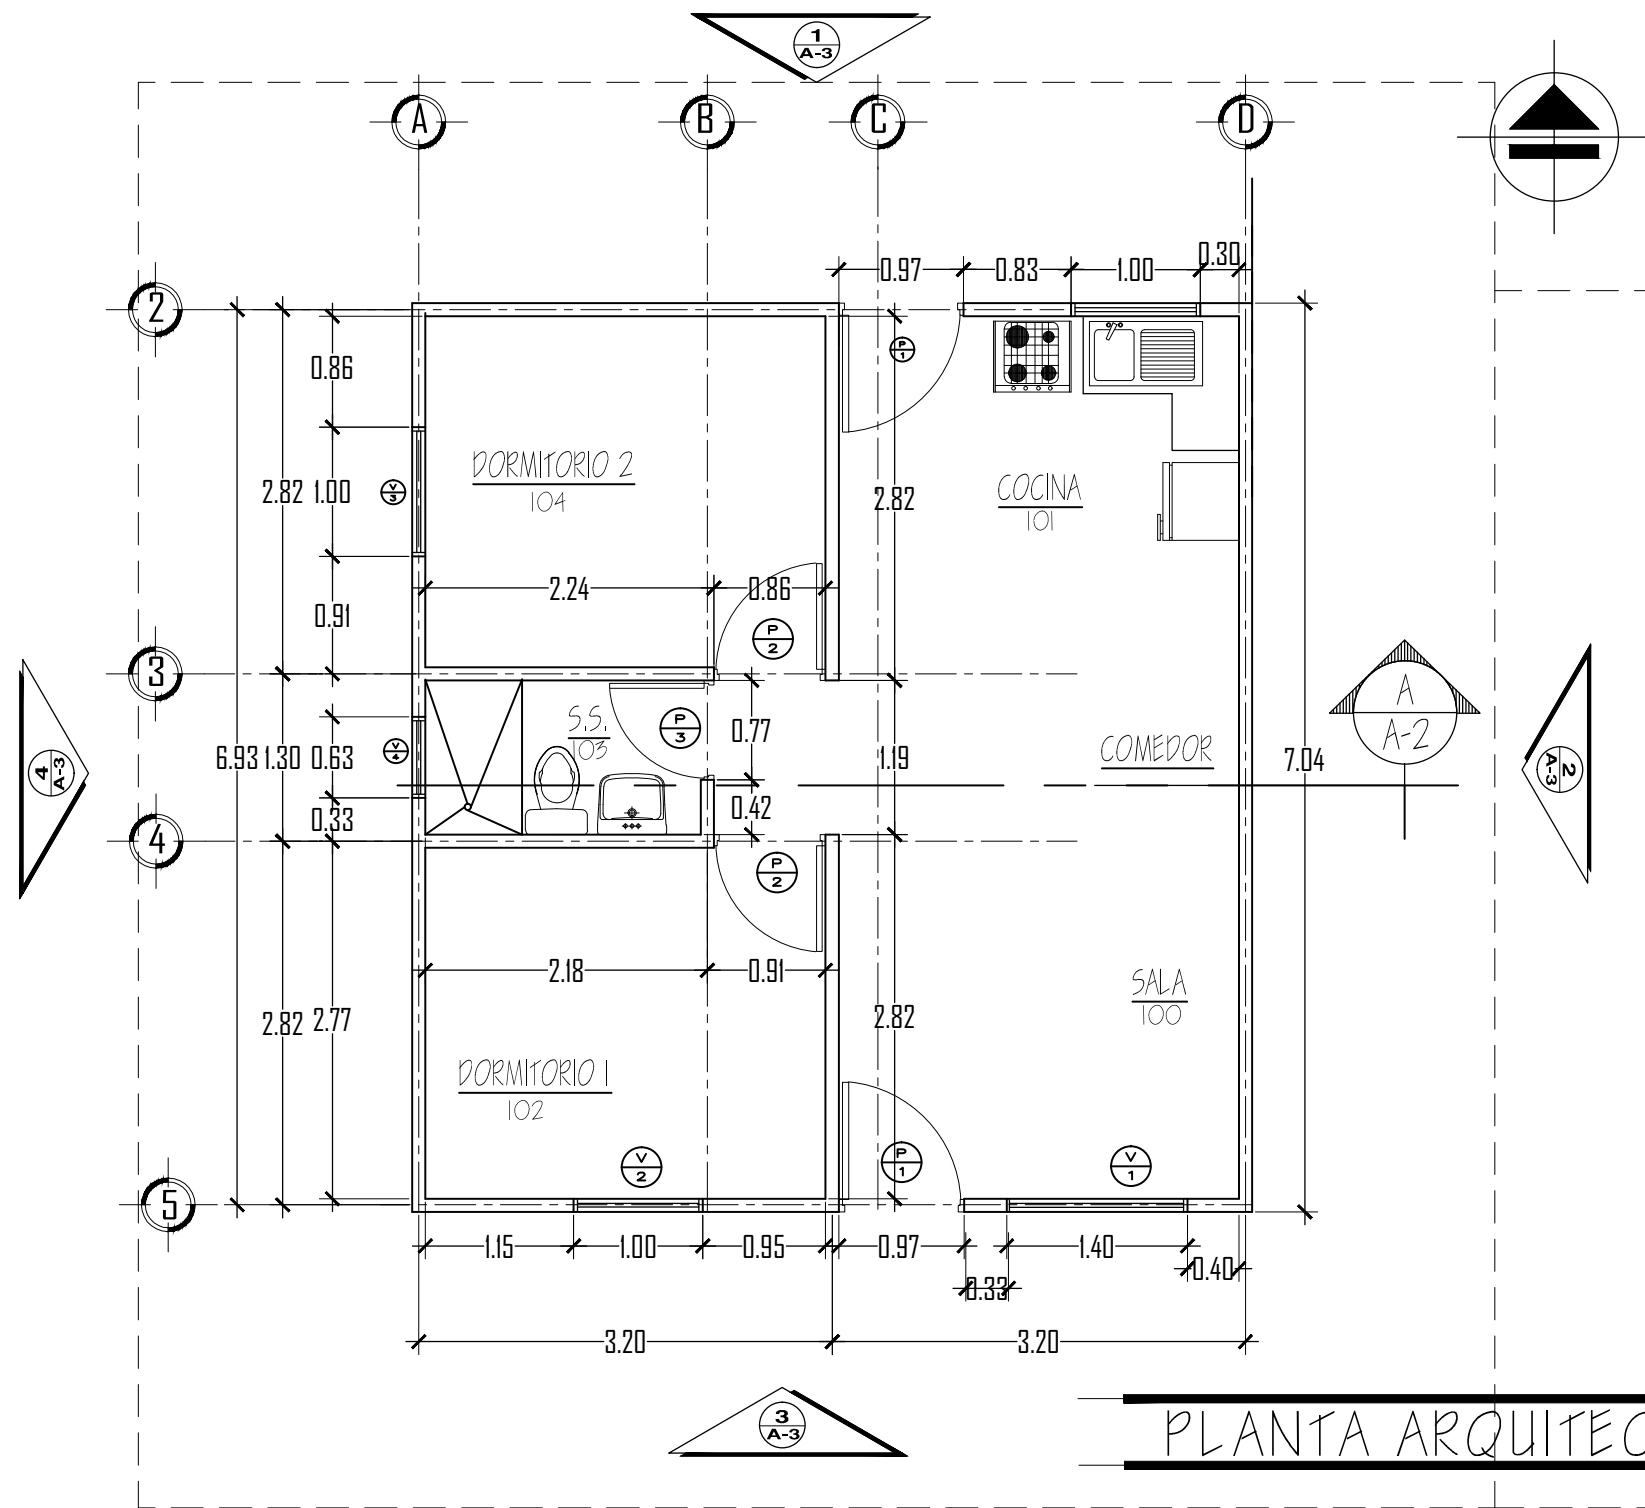 1
A-3
A B C D
0.97 0.83 1.00 0.30
2
P
1
0.86
DORMITORIO 2
104
COCINA
101
2.82 1.00
V
3
2.82
2.24 0.86
0.91
P
2
3
S.S.
103
P
3
0.77
A
A-2
COMEDOR
4
A-3
6.93 1.30 0.63
V
4
1.19
7.04
2
A-3
0.33
0.42
4
P
2
2.18 0.91
SALA
100
2.82 2.77
2.82
DORMITORIO 1
102
V
2
P
1
V
1
5
1.15 1.00 0.95 0.97 1.40
0.40
0.33
3.20 3.20
3
A-3
PLANTA ARQUITEC